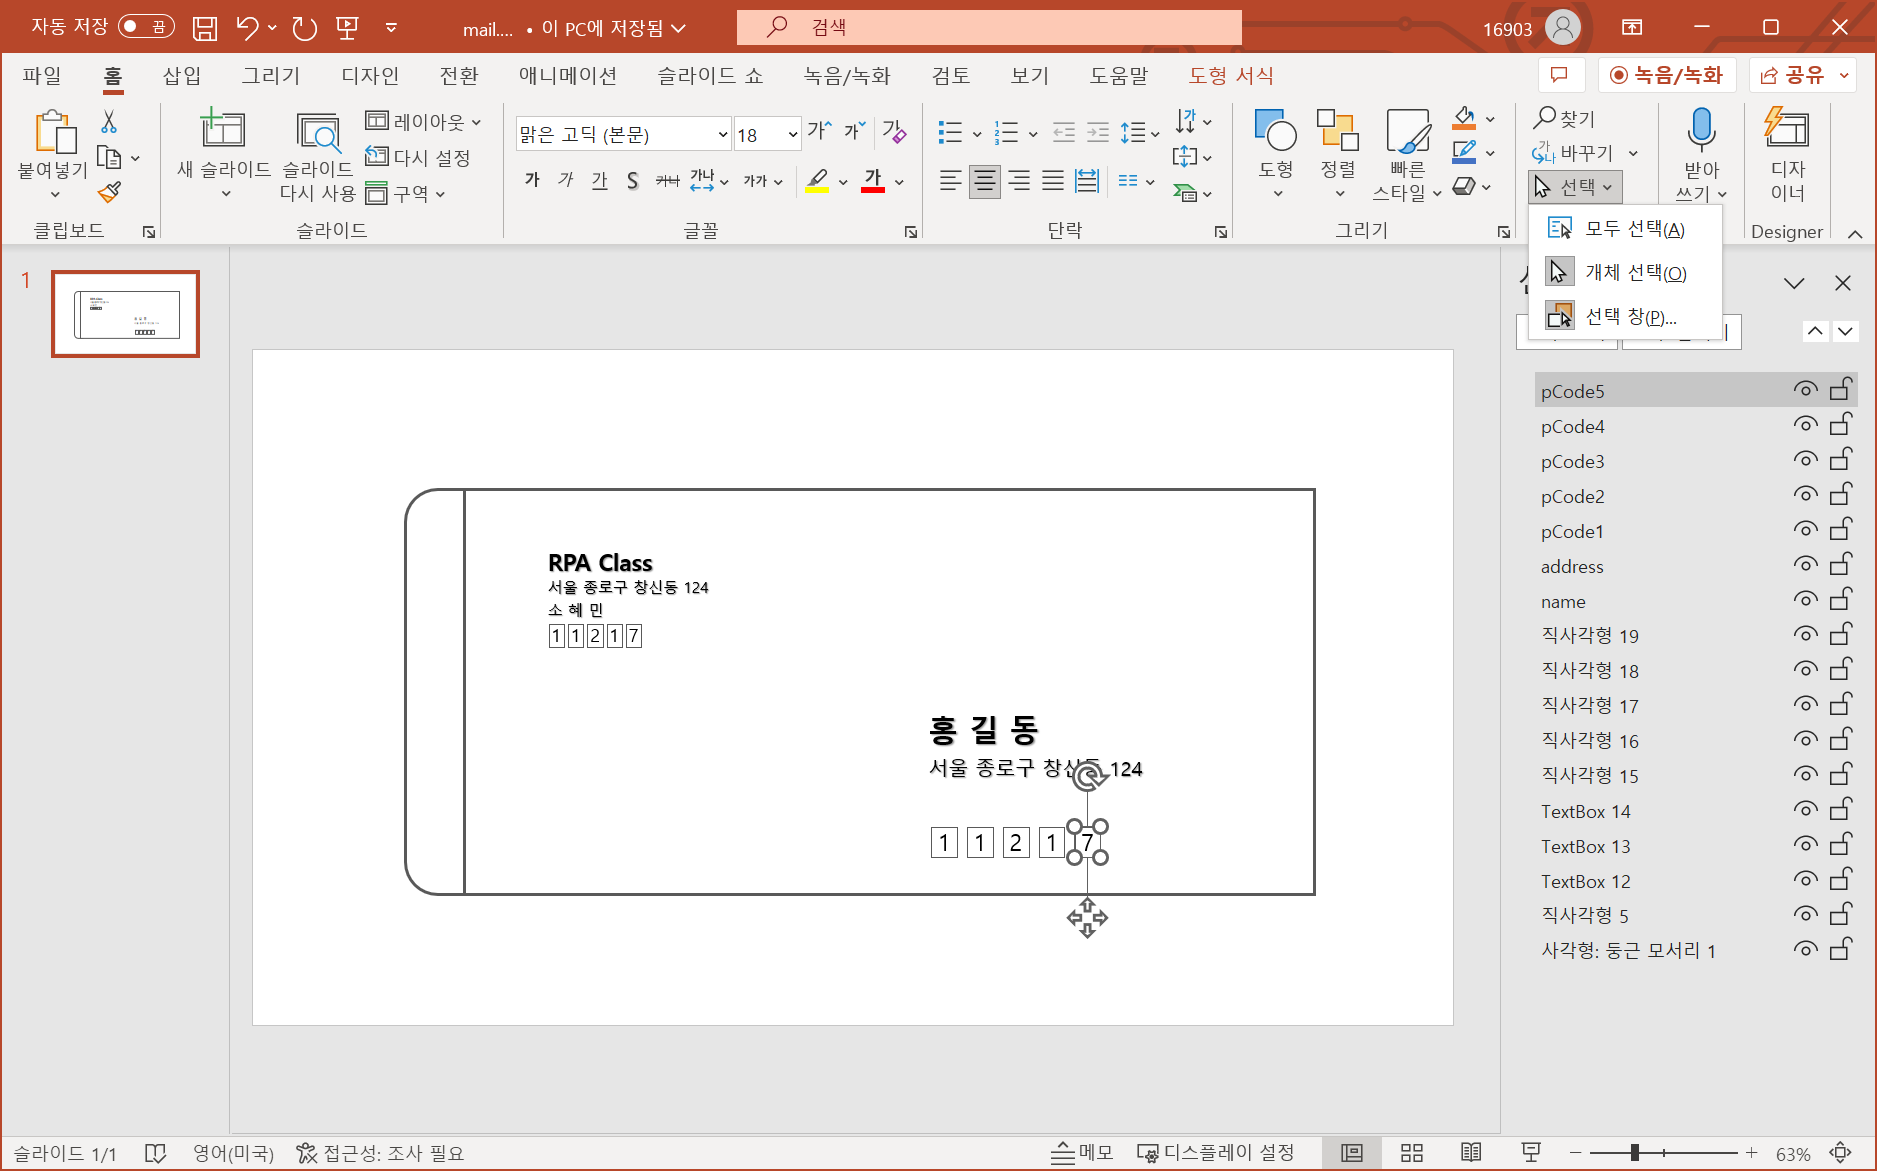 자동 저장 끔 mail.... • 이 PC에 저장됨 검색 16903
파일 홈 삽입 그리기 디자인 전환 애니메이션 슬라이드 쇼 녹음/녹화 검토 보기 도움말 도형 서식 녹음/녹화 공유
붙여넣기
클립보드
새 슬라이드
슬라이드
다시 사용
레이아웃
다시 설정
구역
슬라이드
맑은 고딕 (본문) 18 가 가 가
가 가 가 S 가나 가나 가가 가
글꼴
단락
도형
정렬
빠른
스타일
그리기
찾기
바꾸기
선택
받아
쓰기
디자
이너
Designer
모두 선택(A)
개체 선택(O)
선택 창(P)...
1
RPA Class
서울 종로구 창신동 124
소 혜 민
1 1 2 1 7
홍 길 동
서울 종로구 창신동 124
1 1 2 1 7
pCode5
pCode4
pCode3
pCode2
pCode1
address
name
직사각형 19
직사각형 18
직사각형 17
직사각형 16
직사각형 15
TextBox 14
TextBox 13
TextBox 12
직사각형 5
사각형: 둥근 모서리 1
슬라이드 1/1 영어(미국) 접근성: 조사 필요 메모 디스플레이 설정 63%